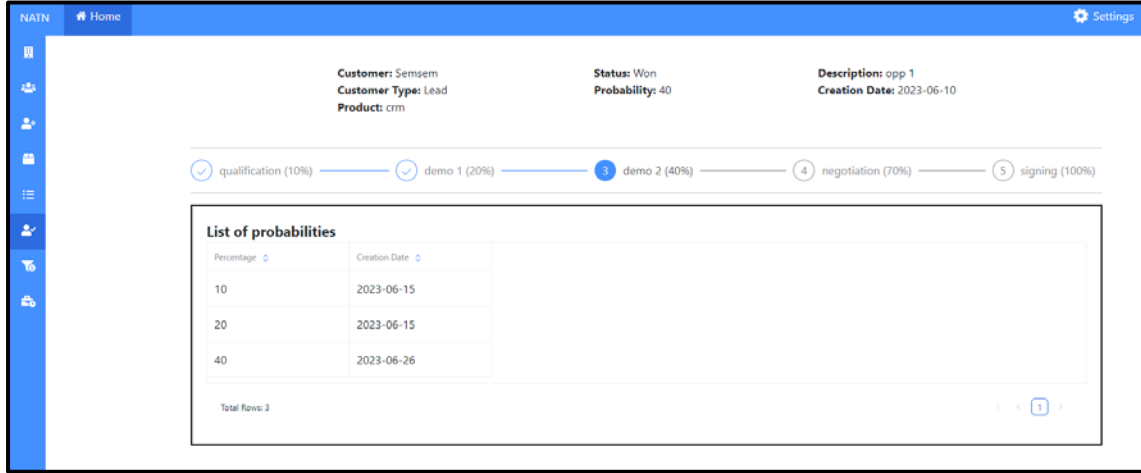 NATN Home Settings
Customer: Semsem Status: Won Description: opp 1
Customer Type: Lead Probability: 40 Creation Date: 2023-06-10
Product: crm
qualification (10%) demo 1 (20%) 3 demo 2 (40%) 4 negotiation (70%) 5 signing (100%)
List of probabilities
Percentage Creation Date
10 2023-06-15
20 2023-06-15
40 2023-06-26
Total Rows: 3 1